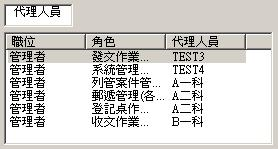 代理人員
職位 角色 代理人員
管理者 發文作業... TEST3
管理者 系統管理... TEST4
管理者 列管案件管... A一科
管理者 郵遞管理(各... A二科
管理者 登記桌作... A二科
管理者 收文作業... B一科